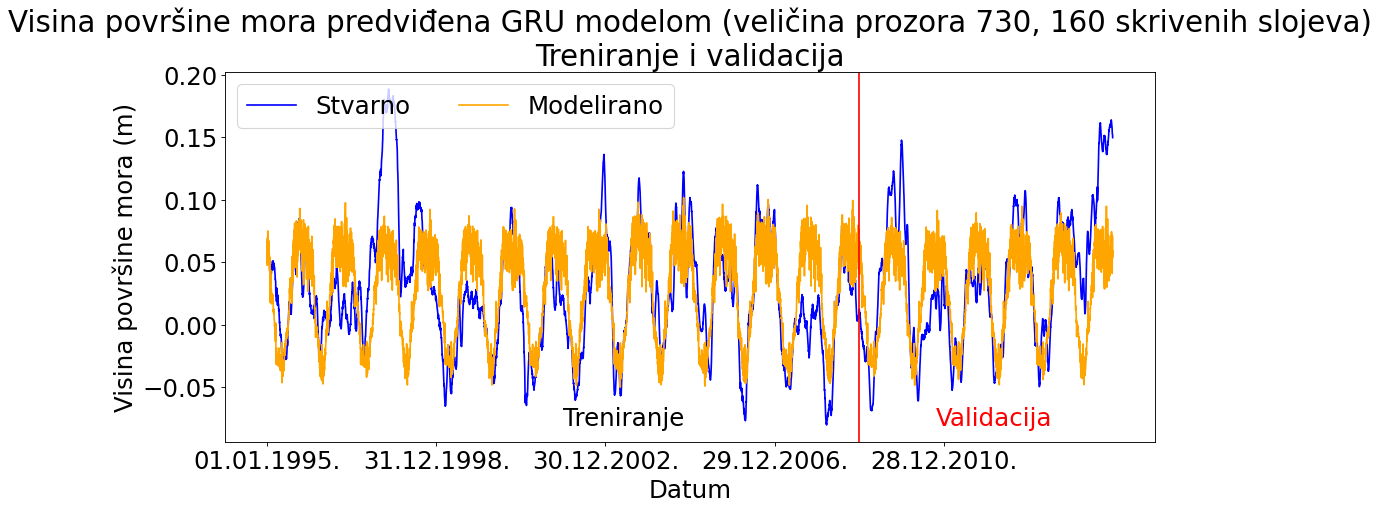 Visina površine mora predviđena GRU modelom (veličina prozora 730, 160 skrivenih slojeva)
Treniranje i validacija
Stvarno
Modelirano
Visina površine mora (m)
0.20
0.15
0.10
0.05
0.00
−0.05
Treniranje
Validacija
01.01.1995.
31.12.1998.
30.12.2002.
29.12.2006.
28.12.2010.
Datum